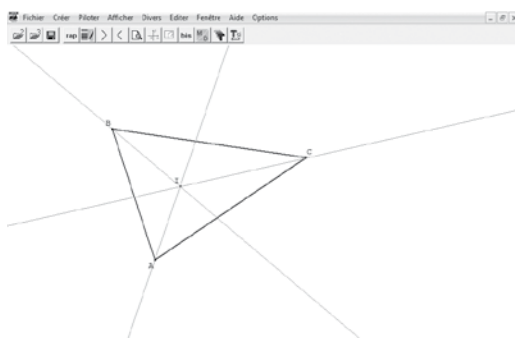 Fichier Créer Piloter Afficher Divers Editer Fenêtre Aide Options
rap bis
B
C
I
A